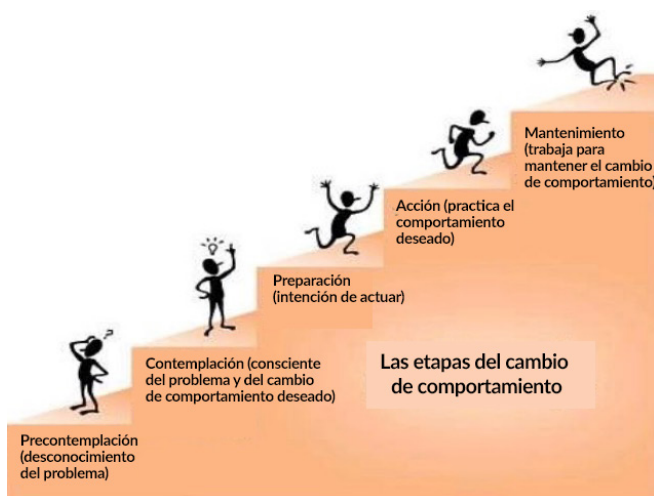 Mantenimiento
(trabaja para
mantener el cambio
de comportamiento)
Acción (practica el
comportamiento
deseado)
Preparación
(intención de actuar)
Contemplación (consciente
del problema y del cambio
de comportamiento deseado)
Las etapas del cambio
de comportamiento
Precontemplación
(desconocimiento
del problema)
?